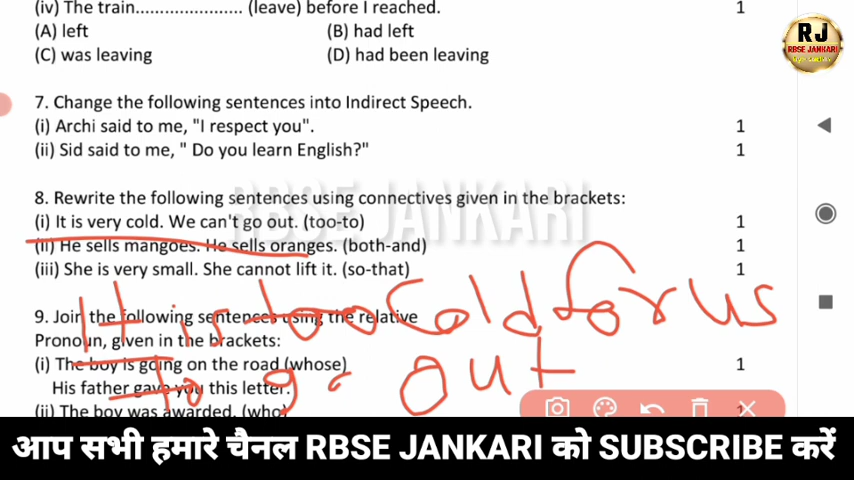 (iv) The train...................... (leave) before I reached. 1
(A) left (B) had left
(C) was leaving (D) had been leaving
7. Change the following sentences into Indirect Speech.
(i) Archi said to me, "I respect you". 1
(ii) Sid said to me, " Do you learn English?" 1
8. Rewrite the following sentences using connectives given in the brackets:
(i) It is very cold. We can't go out. (too-to) 1
(ii) He sells mangoes. He sells oranges. (both-and) 1
(iii) She is very small. She cannot lift it. (so-that) 1
It is too cold for us
to go out
9. Join the following sentences using the relative
Pronoun, given in the brackets:
(i) The boy is going on the road (whose) 1
His father gave you this letter.
(ii) The boy was awarded. (who) 1
RJ
RBSE JANKARI
RBSE JANKARI
आप सभी हमारे चैनल RBSE JANKARI को SUBSCRIBE करें